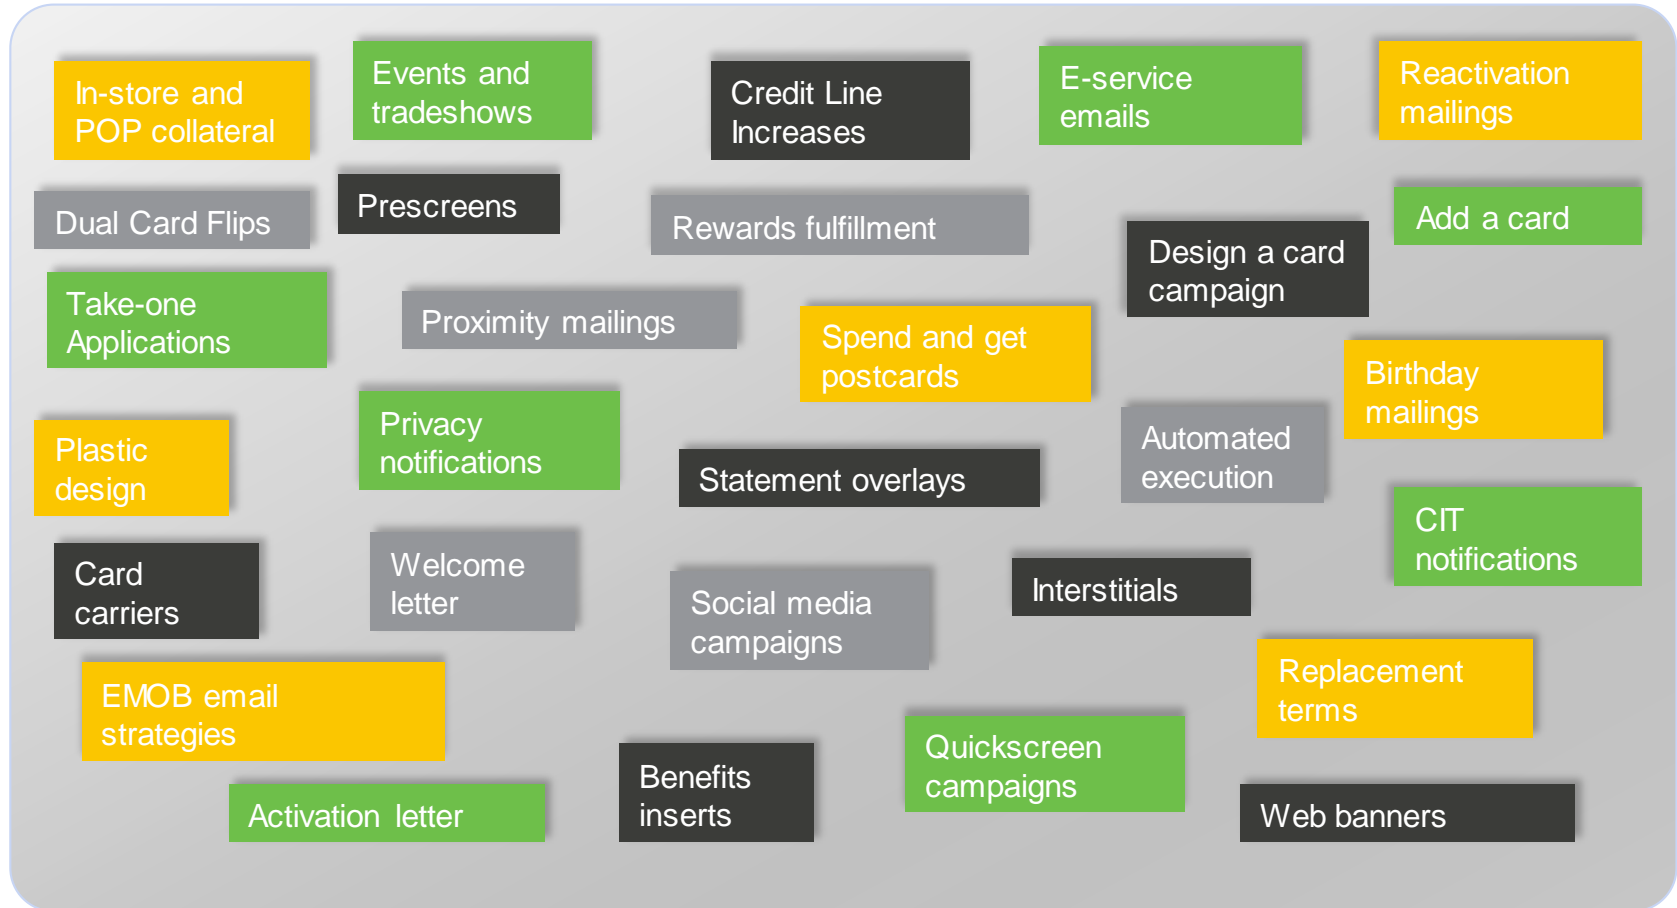 In-store and
POP collateral
Events and
tradeshows
Credit Line
Increases
E-service
emails
Reactivation
mailings
Dual Card Flips
Prescreens
Rewards fulfillment
Design a card
campaign
Add a card
Take-one
Applications
Proximity mailings
Spend and get
postcards
Birthday
mailings
Plastic
design
Privacy
notifications
Statement overlays
Automated
execution
CIT
notifications
Card
carriers
Welcome
letter
Social media
campaigns
Interstitials
Replacement
terms
EMOB email
strategies
Activation letter
Benefits
inserts
Quickscreen
campaigns
Web banners